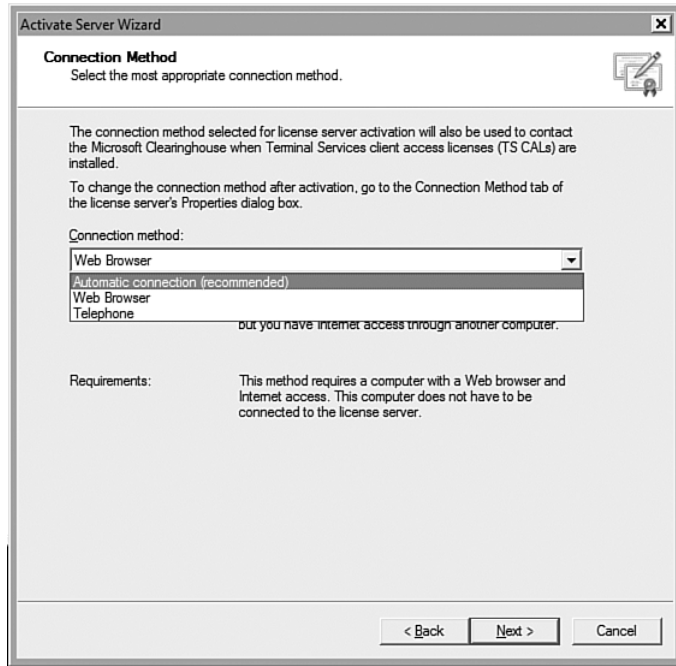 Activate Server Wizard
Connection Method
Select the most appropriate connection method.
The connection method selected for license server activation will also be used to contact
the Microsoft Clearinghouse when Terminal Services client access licenses (TS CALs) are
installed.
To change the connection method after activation, go to the Connection Method tab of
the license server's Properties dialog box.
Connection method:
Web Browser
Automatic connection (recommended)
Web Browser
Telephone
but you have Internet access through another computer.
Requirements: This method requires a computer with a Web browser and
Internet access. This computer does not have to be
connected to the license server.
< Back Next > Cancel